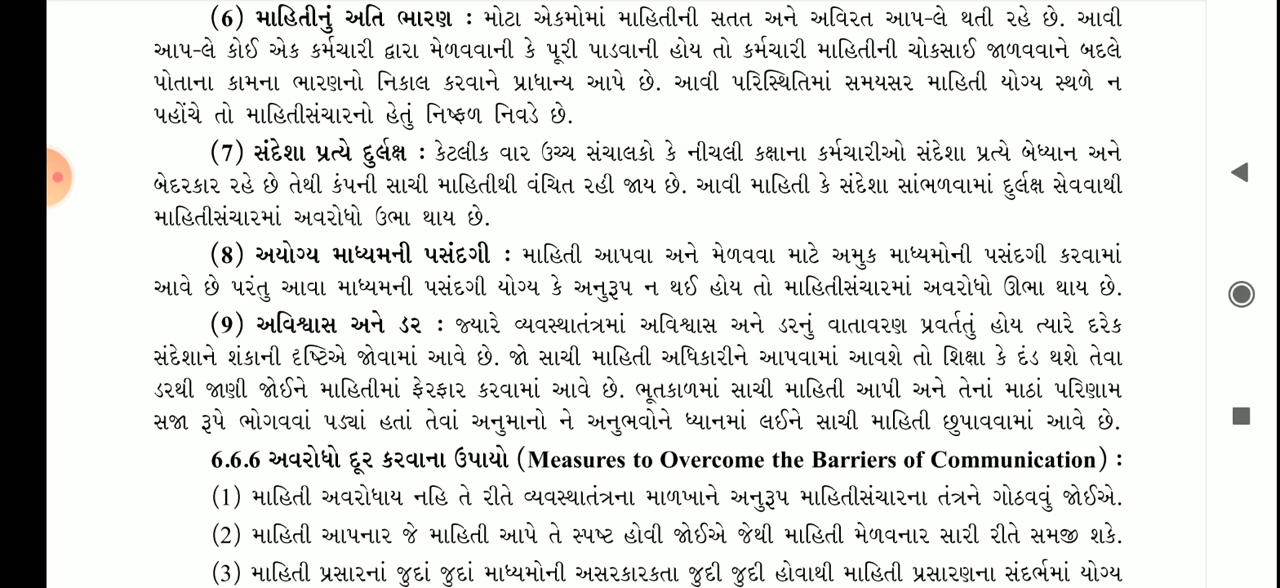 (6) માહિતીનું અતિ ભારણ : મોટા એકમોમાં માહિતીની સતત અને અવિરત આપ-લે થતી રહે છે. આવી
આપ-લે કોઈ એક કર્મચારી દ્વારા મેળવવાની કે પૂરી પાડવાની હોય તો કર્મચારી માહિતીની ચોકસાઈ જાળવવાને બદલે
પોતાના કામના ભારણનો નિકાલ કરવાને પ્રાધાન્ય આપે છે. આવી પરિસ્થિતિમાં સમયસર માહિતી યોગ્ય સ્થળે ન
પહોંચે તો માહિતીસંચારનો હેતું નિષ્ફળ નિવડે છે.
(7) સંદેશા પ્રત્યે દુર્લક્ષ : કેટલીક વાર ઉચ્ચ સંચાલકો કે નીચલી કક્ષાના કર્મચારીઓ સંદેશા પ્રત્યે બેધ્યાન અને
બેદરકાર રહે છે તેથી કંપની સાચી માહિતીથી વંચિત રહી જાય છે. આવી માહિતી કે સંદેશા સાંભળવામાં દુર્લક્ષ સેવવાથી
માહિતીસંચારમાં અવરોધો ઉભા થાય છે.
(8) અયોગ્ય માધ્યમની પસંદગી : માહિતી આપવા અને મેળવવા માટે અમુક માધ્યમોની પસંદગી કરવામાં
આવે છે પરંતુ આવા માધ્યમની પસંદગી યોગ્ય કે અનુરૂપ ન થઈ હોય તો માહિતીસંચારમાં અવરોધો ઊભા થાય છે.
(9) અવિશ્વાસ અને ડર : જ્યારે વ્યવસ્થાતંત્રમાં અવિશ્વાસ અને ડરનું વાતાવરણ પ્રવર્તતું હોય ત્યારે દરેક
સંદેશાને શંકાની દૃષ્ટિએ જોવામાં આવે છે. જો સાચી માહિતી અધિકારીને આપવામાં આવશે તો શિક્ષા કે દંડ થશે તેવા
ડરથી જાણી જોઈને માહિતીમાં ફેરફાર કરવામાં આવે છે. ભૂતકાળમાં સાચી માહિતી આપી અને તેનાં માઠાં પરિણામ
સજા રૂપે ભોગવવાં પડ્યાં હતાં તેવાં અનુમાનો ને અનુભવોને ધ્યાનમાં લઈને સાચી માહિતી છુપાવવામાં આવે છે.
6.6.6 અવરોધો દૂર કરવાના ઉપાયો (Measures to Overcome the Barriers of Communication) :
(1) માહિતી અવરોધાય નહિ તે રીતે વ્યવસ્થાતંત્રના માળખાને અનુરૂપ માહિતીસંચારના તંત્રને ગોઠવવું જોઈએ.
(2) માહિતી આપનાર જે માહિતી આપે તે સ્પષ્ટ હોવી જોઈએ જેથી માહિતી મેળવનાર સારી રીતે સમજી શકે.
(3) માહિતી પ્રસારનાં જુદાં જુદાં માધ્યમોની અસરકારકતા જુદી જુદી હોવાથી માહિતી પ્રસારણના સંદર્ભમાં યોગ્ય